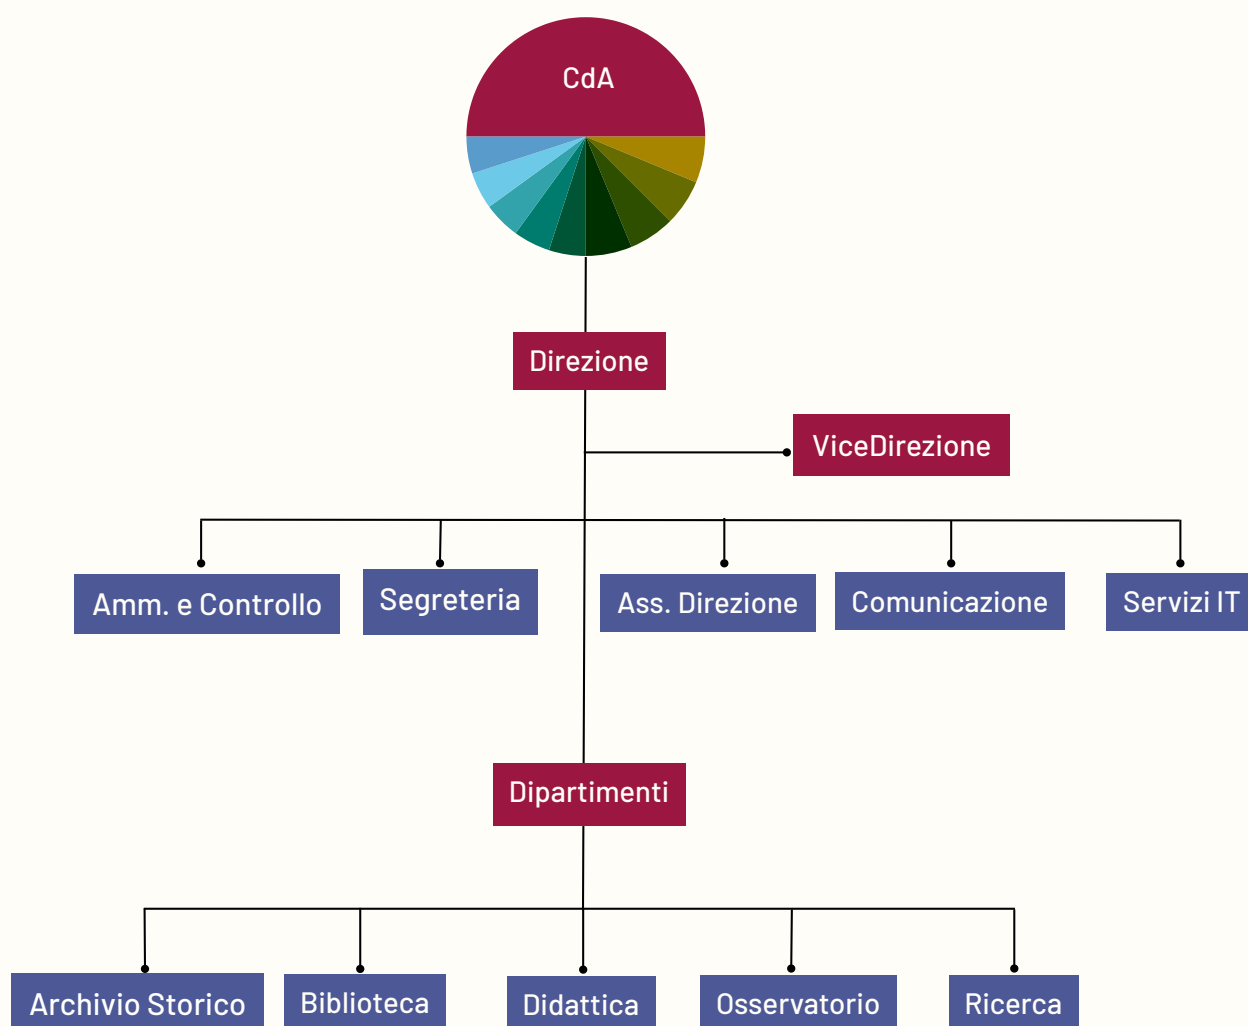 CdA
Direzione
ViceDirezione
Amm. e Controllo
Segreteria
Ass. Direzione
Comunicazione
Servizi IT
Dipartimenti
Archivio Storico
Biblioteca
Didattica
Osservatorio
Ricerca